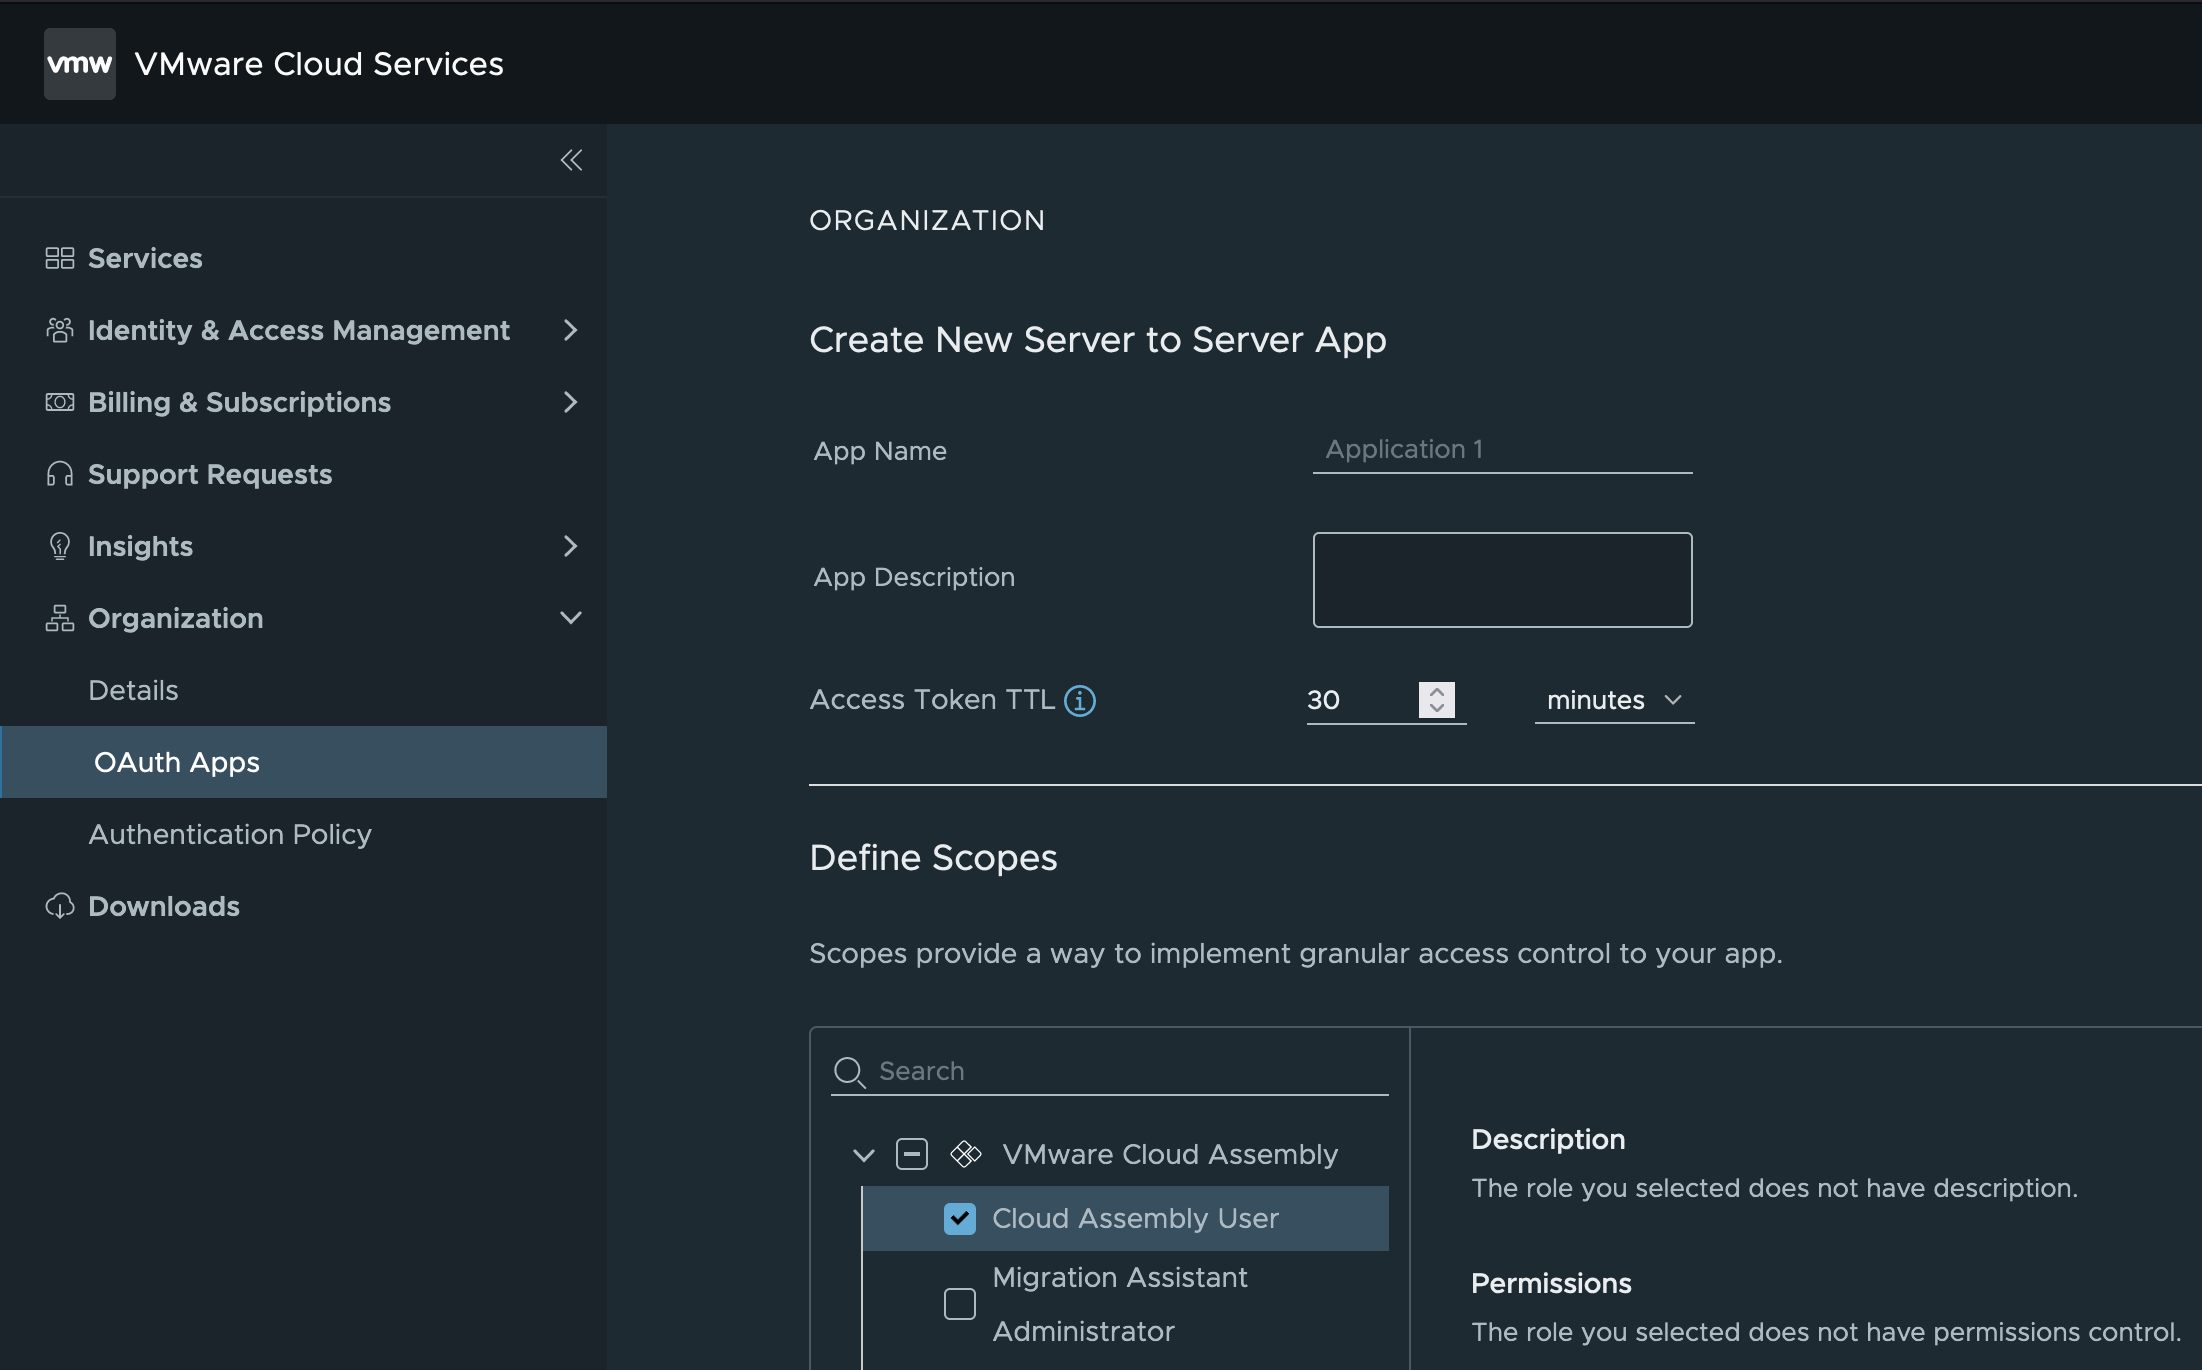 vmw VMware Cloud Services
Services
Identity & Access Management
Billing & Subscriptions
Support Requests
Insights
Organization
Details
OAuth Apps
Authentication Policy
Downloads
ORGANIZATION
Create New Server to Server App
App Name Application 1
App Description
Access Token TTL 30 minutes
Define Scopes
Scopes provide a way to implement granular access control to your app.
Search
VMware Cloud Assembly
Cloud Assembly User
Migration Assistant
Administrator
Description
The role you selected does not have description.
Permissions
The role you selected does not have permissions control.